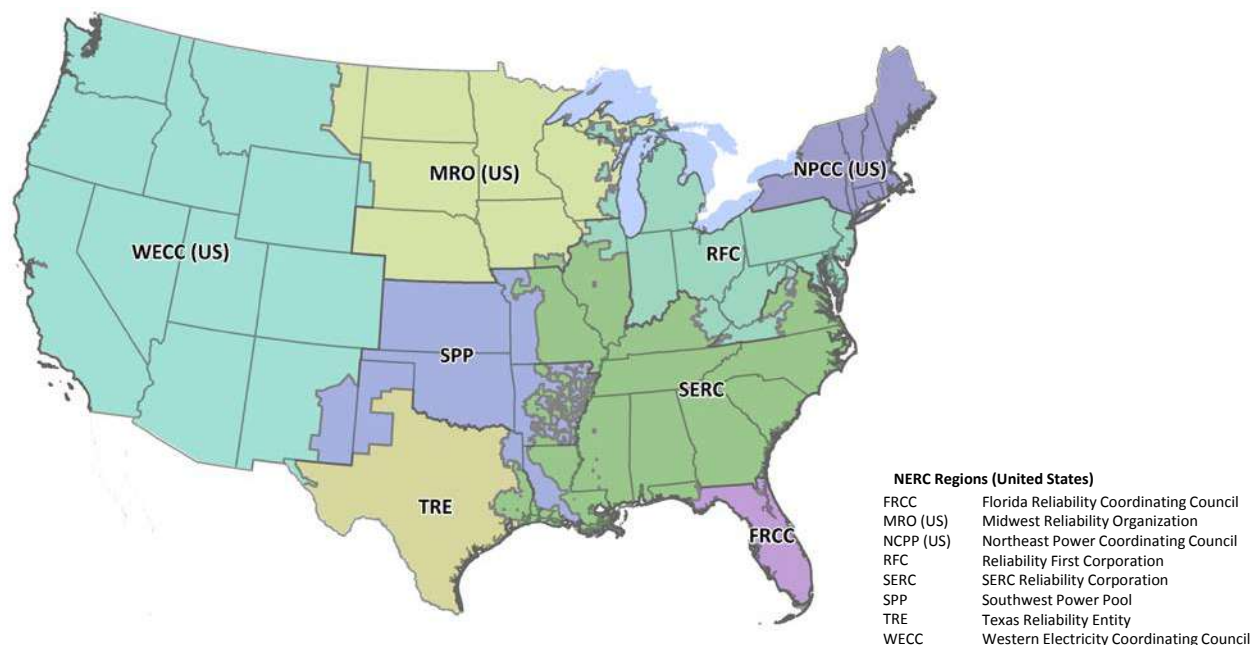 MRO (US)
NPCC (US)
WECC (US)
RFC
SPP
SERC
TRE
FRCC
NERC Regions (United States)
FRCC Florida Reliability Coordinating Council
MRO (US) Midwest Reliability Organization
NCPP (US) Northeast Power Coordinating Council
RFC Reliability First Corporation
SERC SERC Reliability Corporation
SPP Southwest Power Pool
TRE Texas Reliability Entity
WECC Western Electricity Coordinating Council